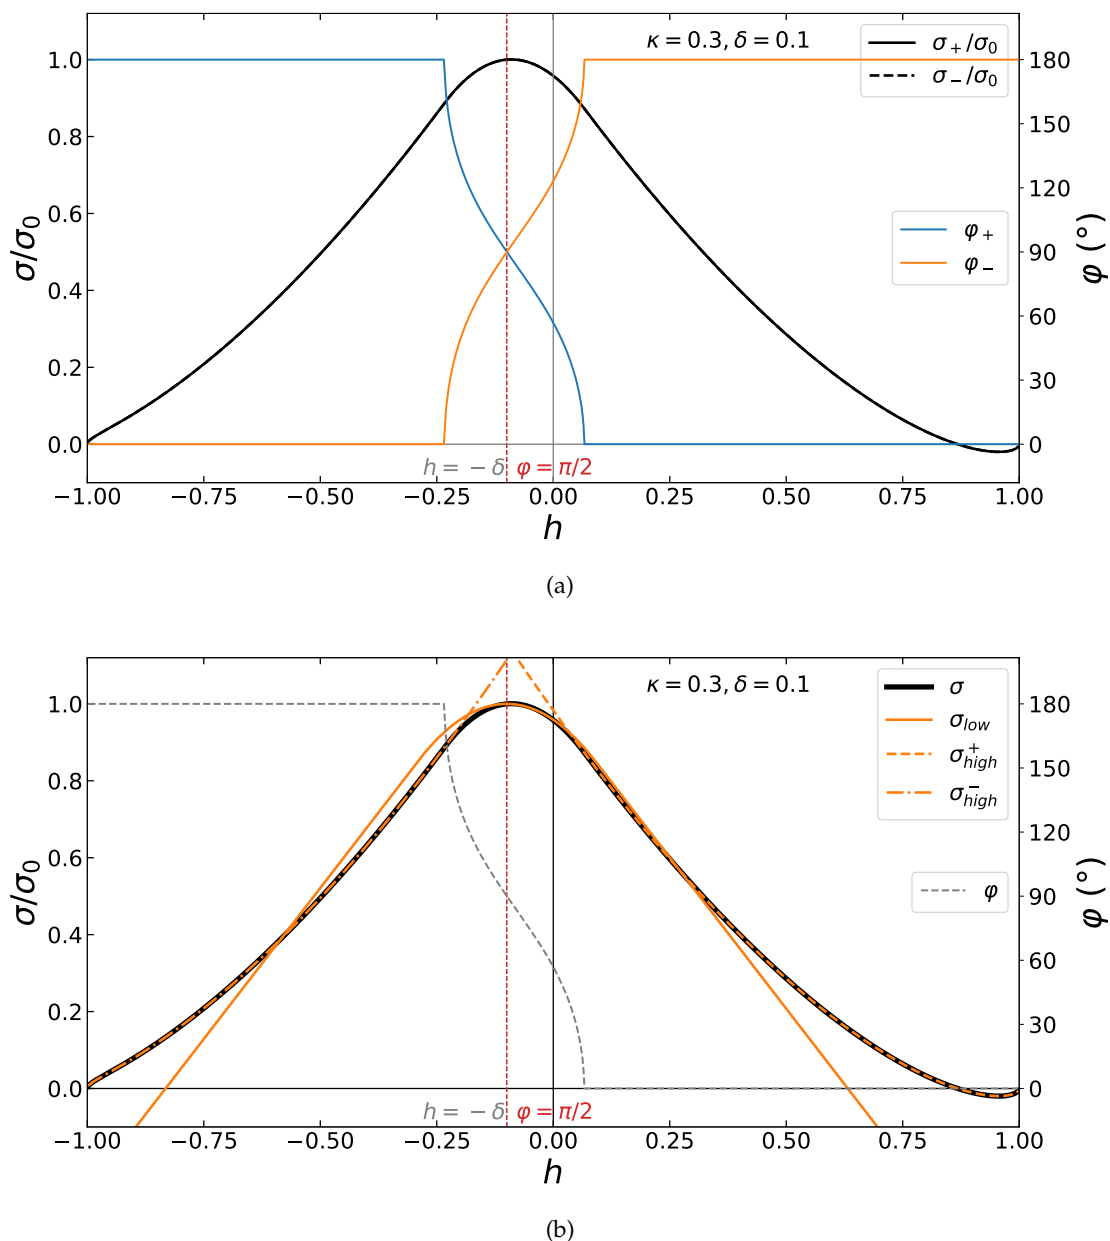 κ = 0.3, δ = 0.1
σ₊/σ₀
σ₋/σ₀
φ₊
φ₋
1.0
0.8
0.6
0.4
0.2
0.0
σ/σ₀
180
150
120
90
60
30
0
φ (°)
h = −δ
φ = π/2
−1.00 −0.75 −0.50 −0.25 0.00 0.25 0.50 0.75 1.00
h
(a)
κ = 0.3, δ = 0.1
σ
σ_low
σ⁺_high
σ⁻_high
φ
1.0
0.8
0.6
0.4
0.2
0.0
σ/σ₀
180
150
120
90
60
30
0
φ (°)
h = −δ
φ = π/2
−1.00 −0.75 −0.50 −0.25 0.00 0.25 0.50 0.75 1.00
h
(b)